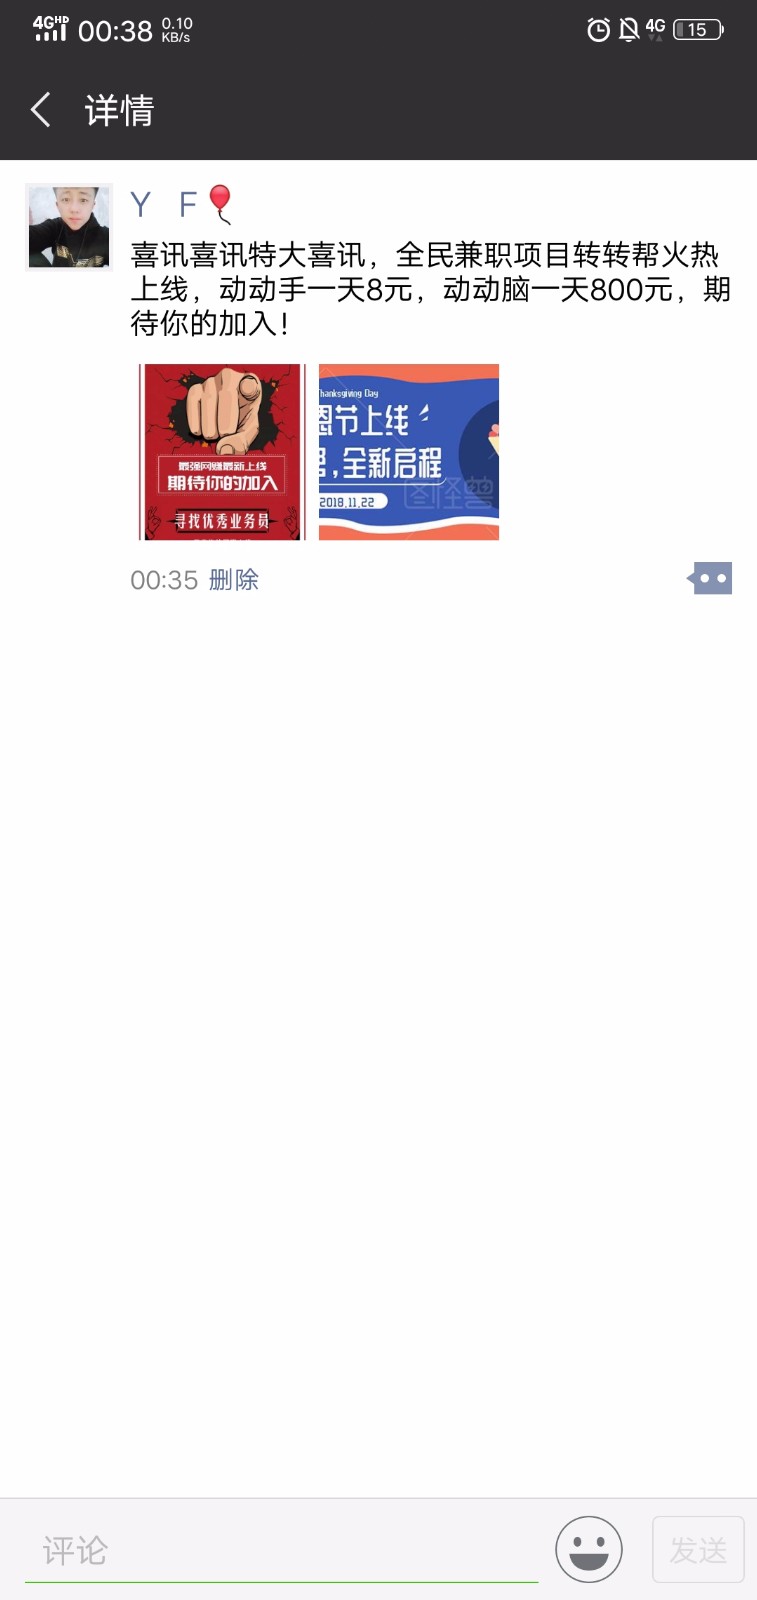 4GHD 00:38 0.10
KB/s
4G 15
详情
Y F
喜讯喜讯特大喜讯，全民兼职项目转转帮火热
上线，动动手一天8元，动动脑一天800元，期
待你的加入！
最强网赚最新上线
期待你的加入
寻找优秀业务员
Thanksgiving Day
恩节上线
,全新启程
2018.11.22
图怪兽
00:35 删除
评论
发送